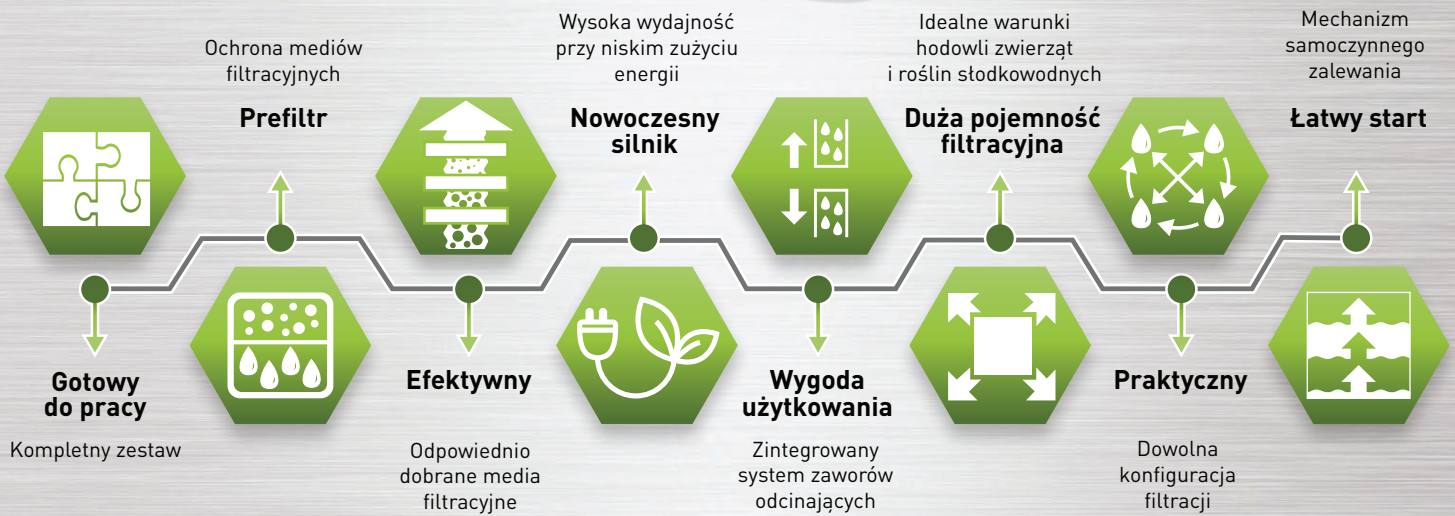 Gotowy
do pracy
Kompletny zestaw
Ochrona mediów
filtracyjnych
Prefiltr
Efektywny
Odpowiednio
dobrane media
filtracyjne
Wysoka wydajność
przy niskim zużyciu
energii
Nowoczesny
silnik
Wygoda
użytkowania
Zintegrowany
system zaworów
odcinających
Idealne warunki
hodowli zwierząt
i roślin słodkowodnych
Duża pojemność
filtracyjna
Praktyczny
Dowolna
konfiguracja
filtracji
Mechanizm
samoczynnego
zalewania
Łatwy start